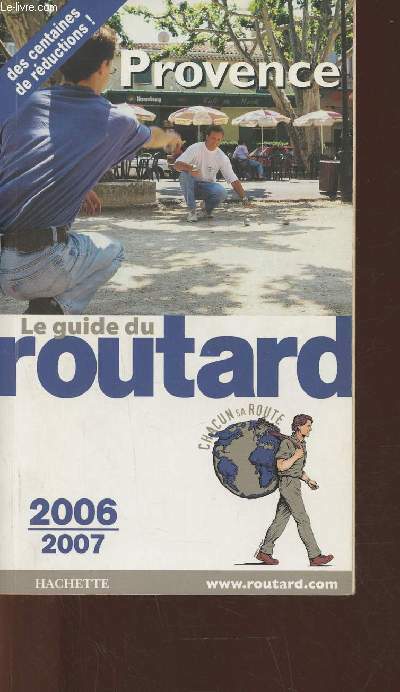 Le-livre.com
des centaines
de réductions !
Provence
Le guide du
routard
CHACUN SA ROUTE
2006
2007
HACHETTE
www.routard.com